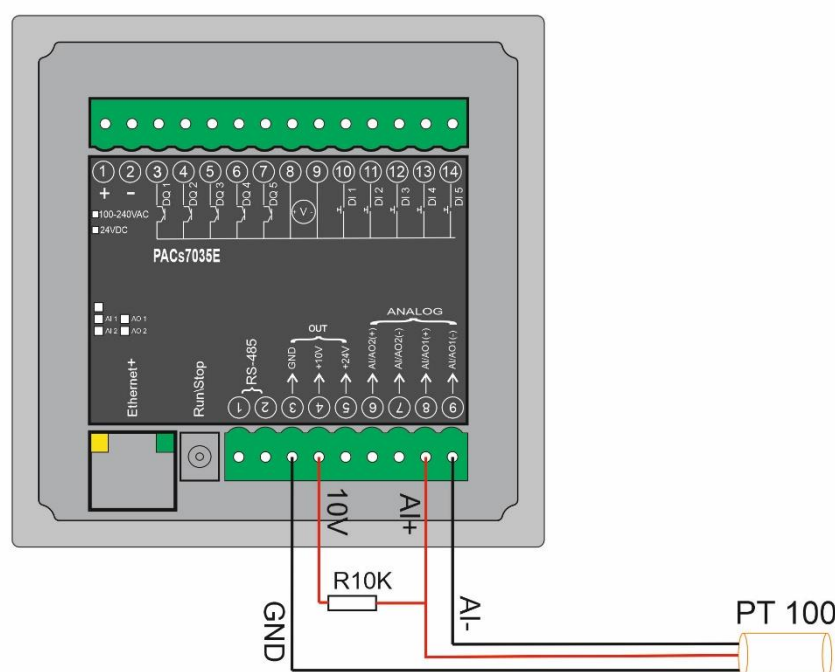 1 2 3 4 5 6 7 8 9 10 11 12 13 14
+ - DQ 1 DQ 2 DQ 3 DQ 4 DQ 5 + V - DI 1 DI 2 DI 3 DI 4 DI 5
100-240VAC
24VDC
PACs7035E
ANALOG
OUT
AI 1 AO 1
AI 2 AO 2
Ethernet+
Run\Stop
RS-485
GND
+10V
+24V
AI/AO2(+)
AI/AO2(-)
AI/AO1(+)
AI/AO1(-)
1 2 3 4 5 6 7 8 9
10V
AI+
R10K
GND
AI-
PT 100